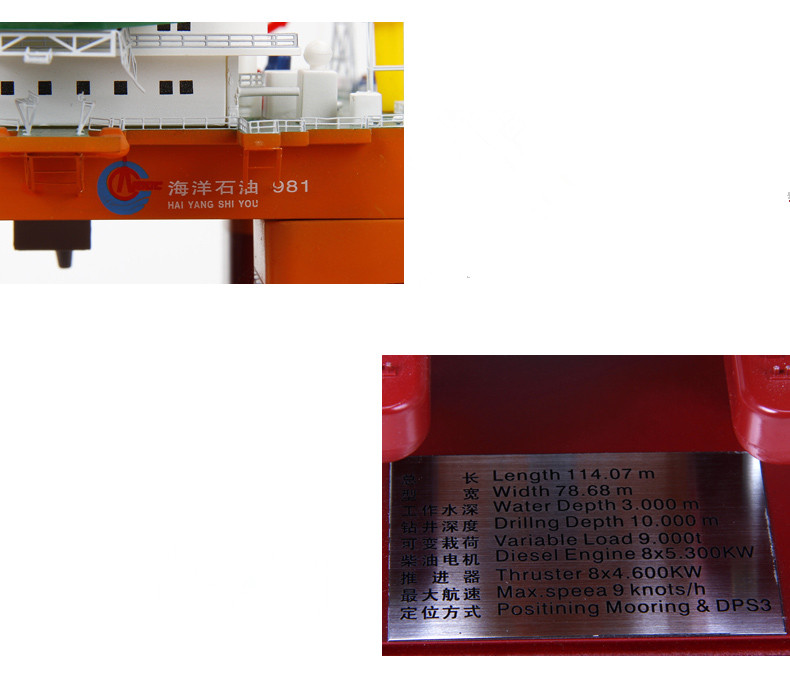 海洋石油 981
HAI YANG SHI YOU
总 长 Length 114.07 m
型 宽 Width 78.68 m
工作水深 Water Depth 3.000 m
钻井深度 Drillng Depth 10.000 m
可变栽荷 Variable Load 9.000t
柴油电机 Diesel Engine 8x5.300KW
推进器 Thruster 8x4.600KW
最大航速 Max.speea 9 knots/h
定位方式 Positining Mooring & DPS3